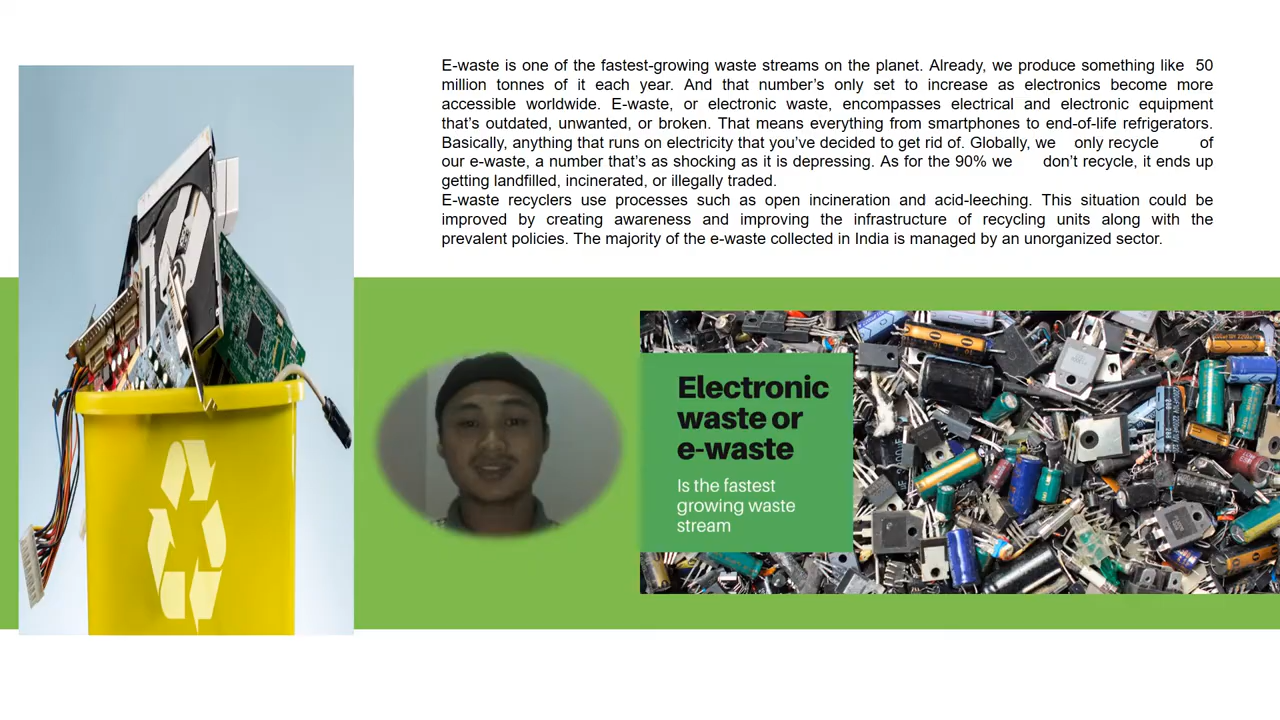 E-waste is one of the fastest-growing waste streams on the planet. Already, we produce something like 50
million tonnes of it each year. And that number's only set to increase as electronics become more
accessible worldwide. E-waste, or electronic waste, encompasses electrical and electronic equipment
that's outdated, unwanted, or broken. That means everything from smartphones to end-of-life refrigerators.
Basically, anything that runs on electricity that you've decided to get rid of. Globally, we only recycle of
our e-waste, a number that's as shocking as it is depressing. As for the 90% we don't recycle, it ends up
getting landfilled, incinerated, or illegally traded.
E-waste recyclers use processes such as open incineration and acid-leeching. This situation could be
improved by creating awareness and improving the infrastructure of recycling units along with the
prevalent policies. The majority of the e-waste collected in India is managed by an unorganized sector.
Electronic
waste or
e-waste
Is the fastest
growing waste
stream